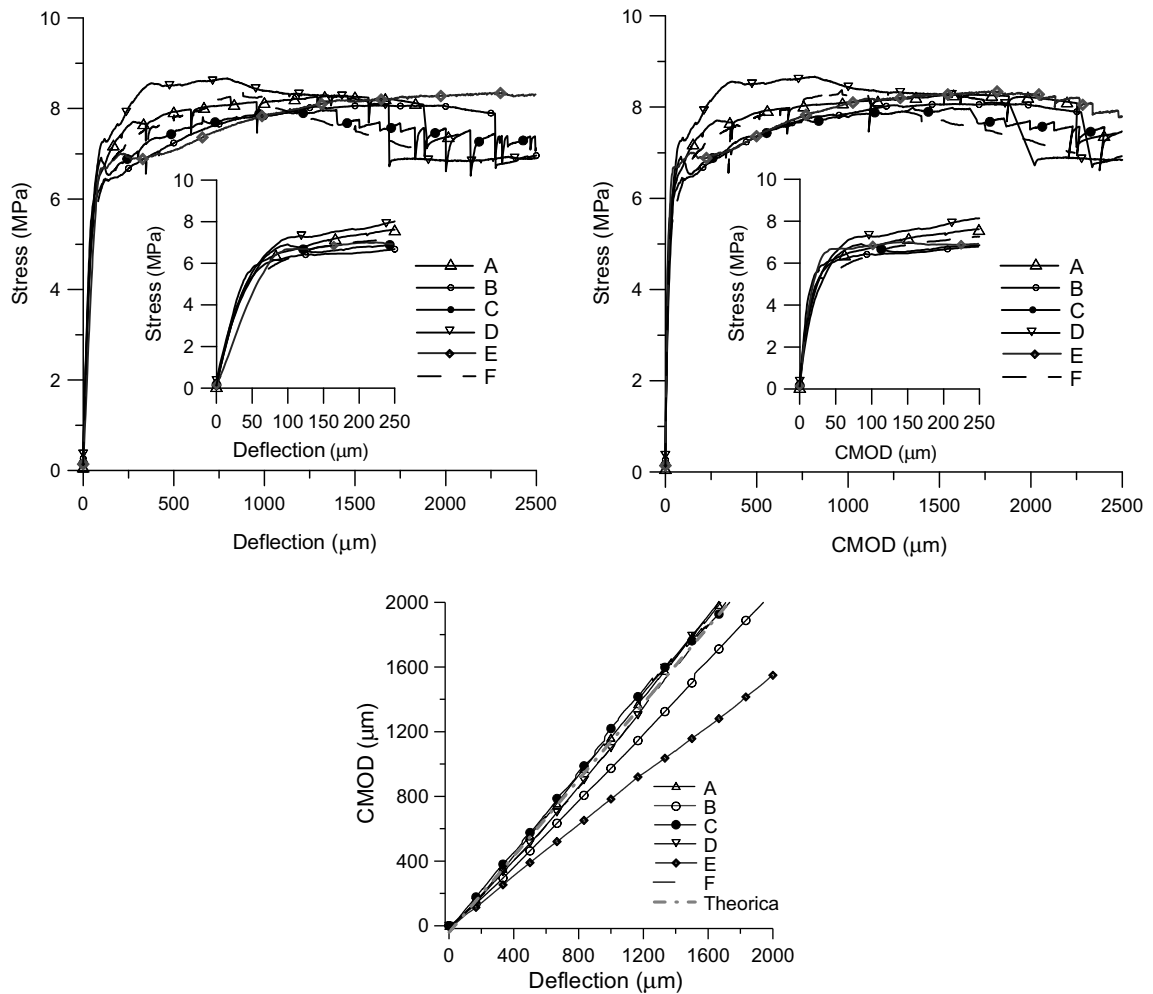 10
8
6
4
2
0
Stress (MPa)
0 500 1000 1500 2000 2500
Deflection (μm)
10
8
6
4
2
0
Stress (MPa)
0 50 100 150 200 250
Deflection (μm)
A
B
C
D
E
F
10
8
6
4
2
0
Stress (MPa)
0 500 1000 1500 2000 2500
CMOD (μm)
10
8
6
4
2
0
Stress (MPa)
0 50 100 150 200 250
CMOD (μm)
A
B
C
D
E
F
2000
1600
1200
800
400
0
CMOD (μm)
0 400 800 1200 1600 2000
Deflection (μm)
A
B
C
D
E
F
Theorica